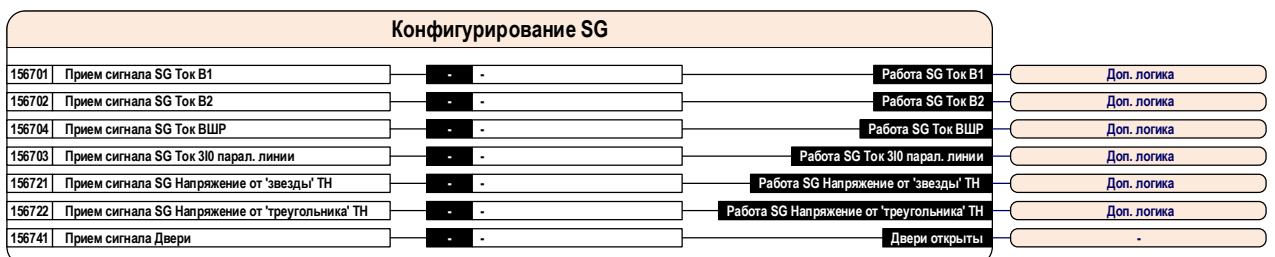 Конфигурирование SG
156701 Прием сигнала SG Ток В1 - - Работа SG Ток В1 Доп. логика
156702 Прием сигнала SG Ток В2 - - Работа SG Ток В2 Доп. логика
156704 Прием сигнала SG Ток ВШР - - Работа SG Ток ВШР Доп. логика
156703 Прием сигнала SG Ток 3I0 парал. линии - - Работа SG Ток 3I0 парал. линии Доп. логика
156721 Прием сигнала SG Напряжение от 'звезды' ТН - - Работа SG Напряжение от 'звезды' ТН Доп. логика
156722 Прием сигнала SG Напряжение от 'треугольника' ТН - - Работа SG Напряжение от 'треугольника' ТН Доп. логика
156741 Прием сигнала Двери - - Двери открыты -